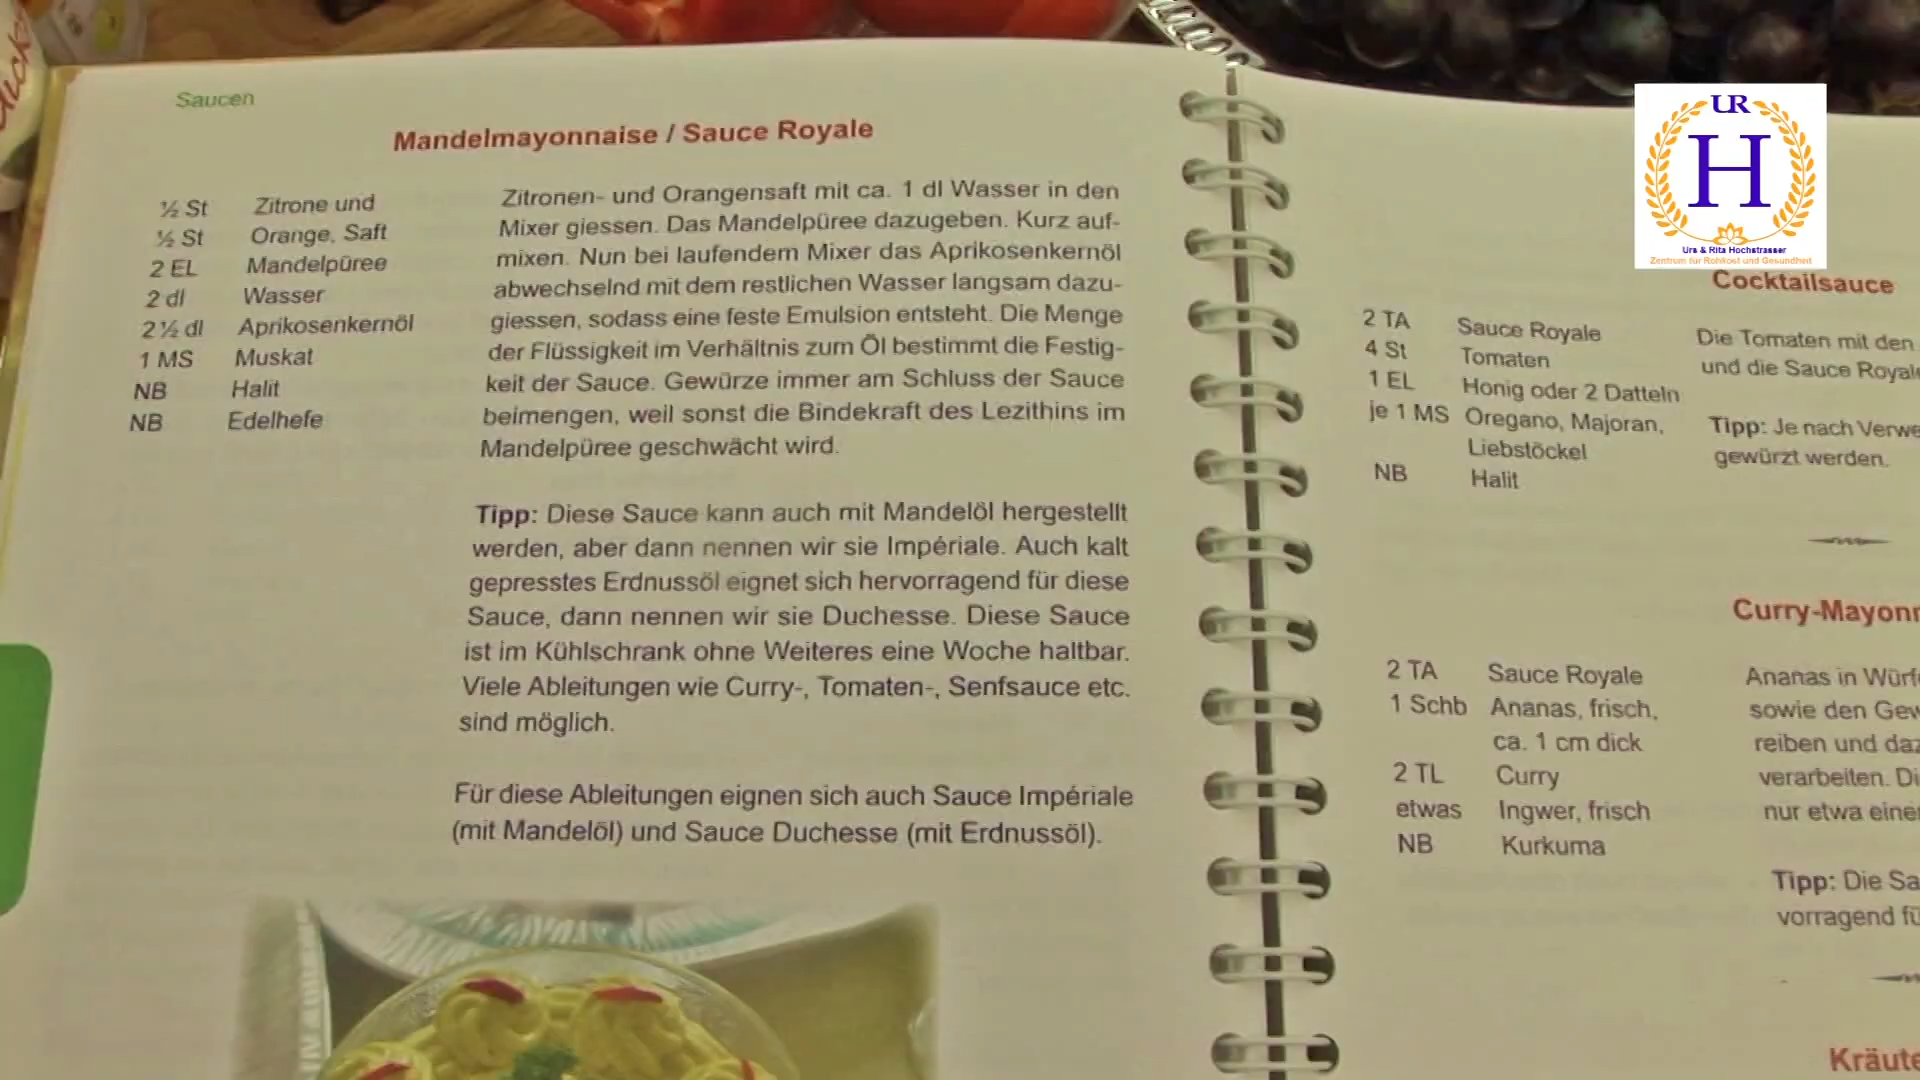 Saucen
Mandelmayonnaise / Sauce Royale
½ St Zitrone und
½ St Orange, Saft
2 EL Mandelpüree
2 dl Wasser
2 ½ dl Aprikosenkernöl
1 MS Muskat
NB Halit
NB Edelhefe
Zitronen- und Orangensaft mit ca. 1 dl Wasser in den
Mixer giessen. Das Mandelpüree dazugeben. Kurz auf-
mixen. Nun bei laufendem Mixer das Aprikosenkernöl
abwechselnd mit dem restlichen Wasser langsam dazu-
giessen, sodass eine feste Emulsion entsteht. Die Menge
der Flüssigkeit im Verhältnis zum Öl bestimmt die Festig-
keit der Sauce. Gewürze immer am Schluss der Sauce
beimengen, weil sonst die Bindekraft des Lezithins im
Mandelpüree geschwächt wird.
Tipp: Diese Sauce kann auch mit Mandelöl hergestellt
werden, aber dann nennen wir sie Impériale. Auch kalt
gepresstes Erdnussöl eignet sich hervorragend für diese
Sauce, dann nennen wir sie Duchesse. Diese Sauce
ist im Kühlschrank ohne Weiteres eine Woche haltbar.
Viele Ableitungen wie Curry-, Tomaten-, Senfsauce etc.
sind möglich.
Für diese Ableitungen eignen sich auch Sauce Impériale
(mit Mandelöl) und Sauce Duchesse (mit Erdnussöl).
UR
H
Urs & Rita Hochstrasser
Zentrum für Rohkost und Gesundheit
Cocktailsauce
2 TA Sauce Royale
4 St Tomaten
1 EL Honig oder 2 Datteln
je 1 MS Oregano, Majoran,
Liebstöckel
NB Halit
Die Tomaten mit den
und die Sauce Royale
Tipp: Je nach Verwe
gewürzt werden.
Curry-Mayonn
2 TA Sauce Royale
1 Schb Ananas, frisch,
ca. 1 cm dick
2 TL Curry
etwas Ingwer, frisch
NB Kurkuma
Ananas in Würfe
sowie den Gew
reiben und daz
verarbeiten. Di
nur etwa einer
Tipp: Die Sa
vorragend fü
Kräute